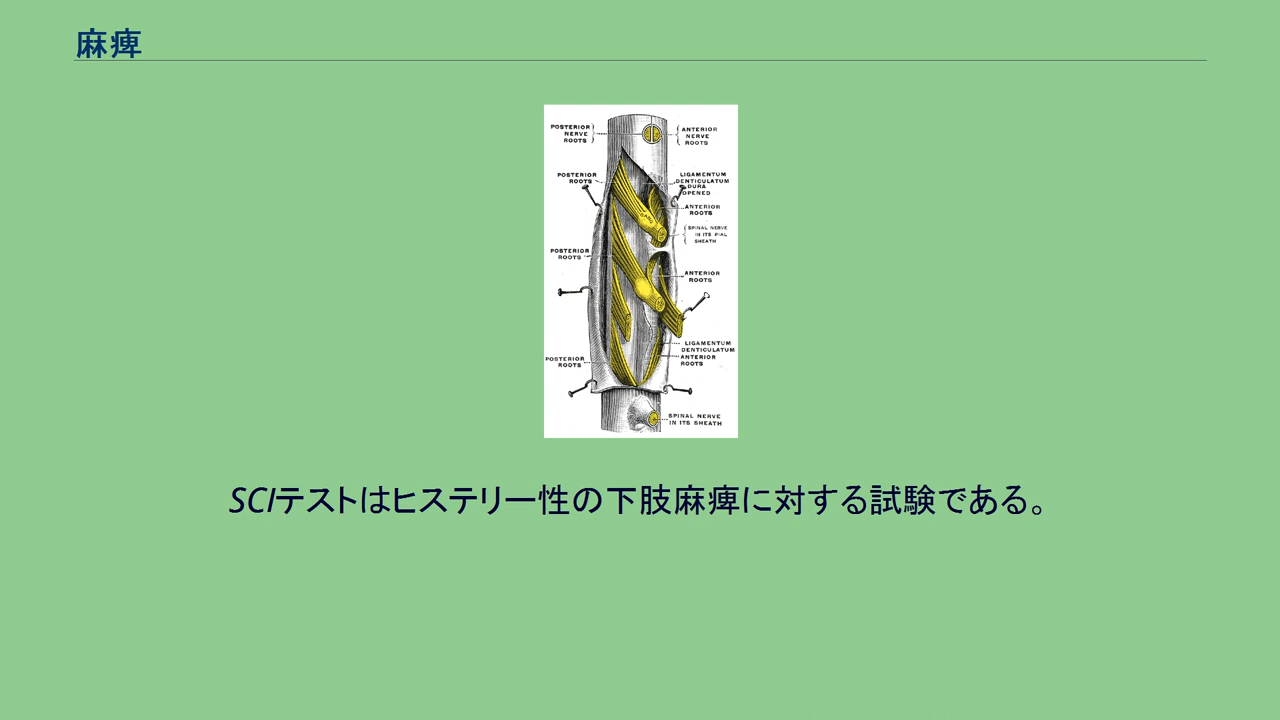 麻痺
POSTERIOR
NERVE
ROOTS
ANTERIOR
NERVE
ROOTS
POSTERIOR
ROOTS
LIGAMENTUM
DENTICULATUM
DURA
OPENED
ANTERIOR
ROOTS
SPINAL NERVE
IN ITS PIAL
SHEATH
POSTERIOR
ROOTS
ANTERIOR
ROOTS
LIGAMENTUM
DENTICULATUM
ANTERIOR
ROOTS
POSTERIOR
ROOTS
SPINAL NERVE
IN ITS SHEATH
SCIテストはヒステリー性の下肢麻痺に対する試験である。